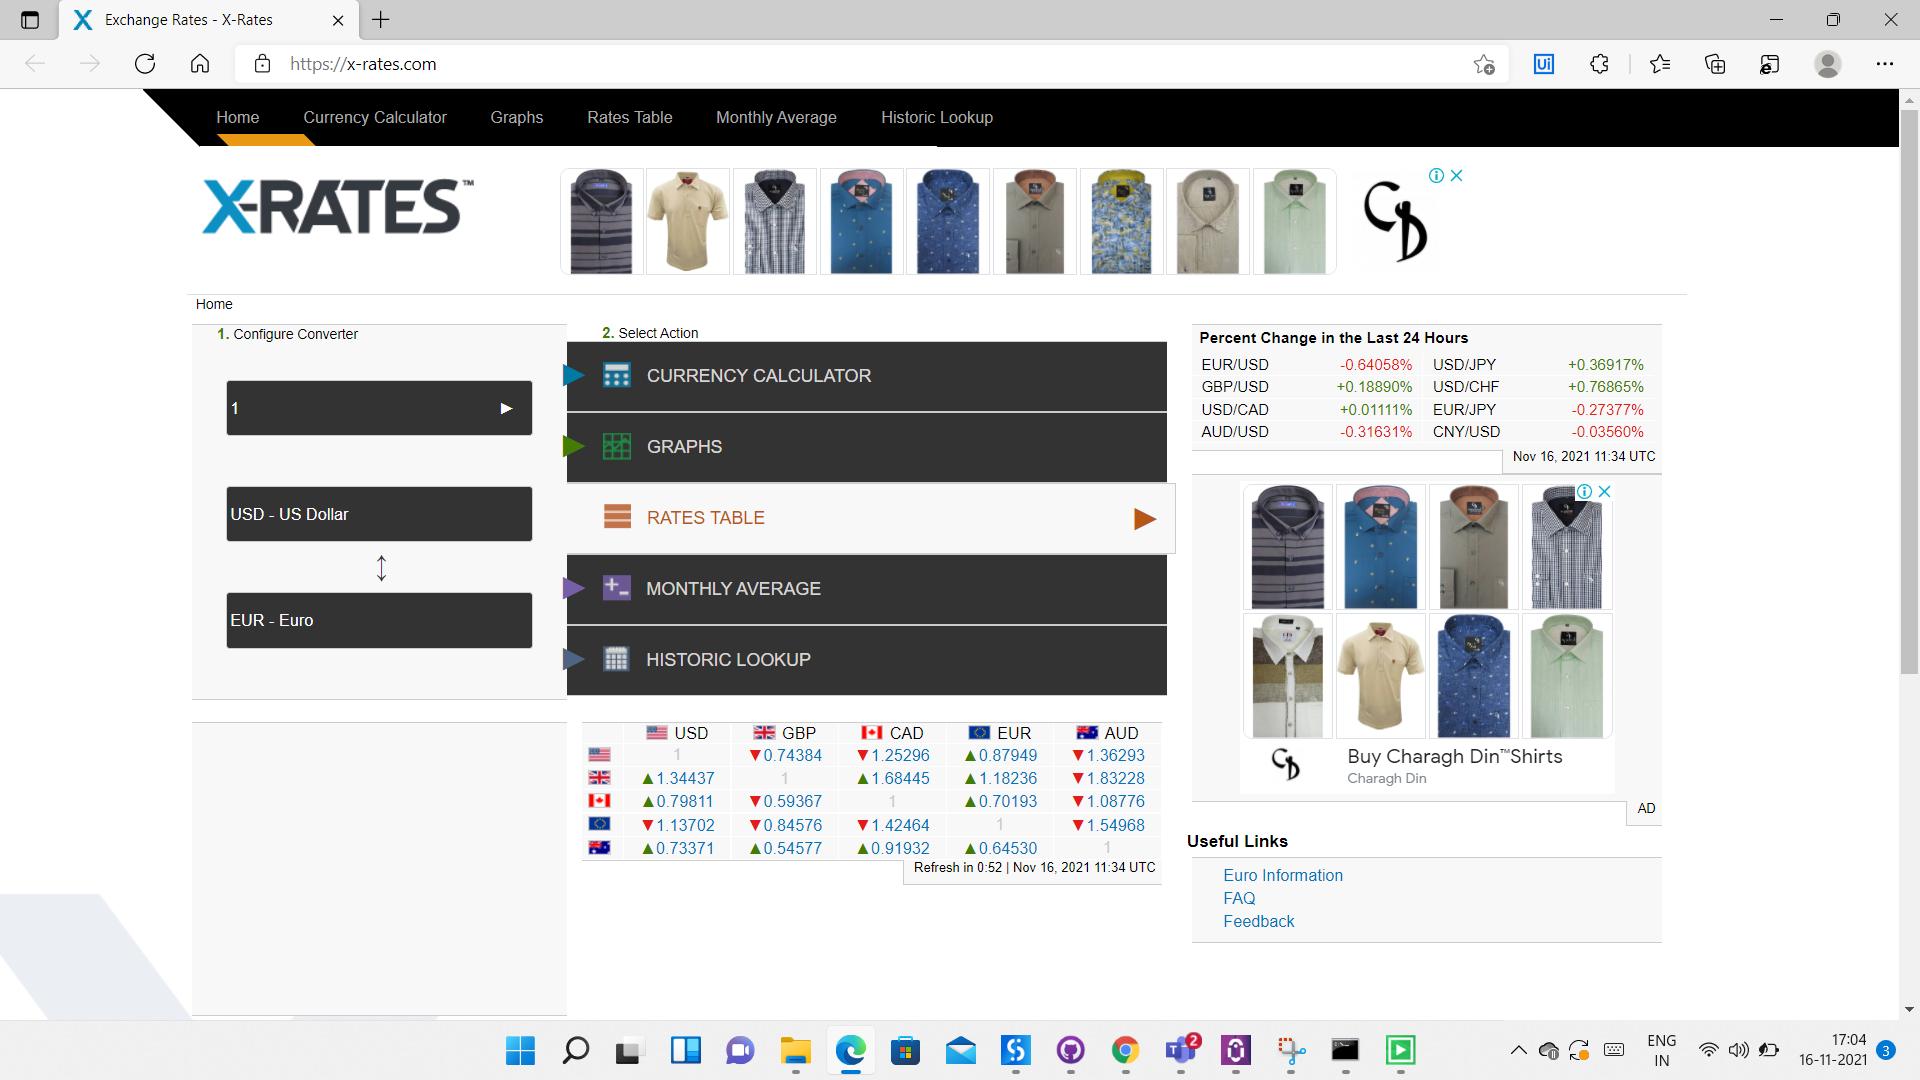 Exchange Rates - X-Rates
https://x-rates.com
Home Currency Calculator Graphs Rates Table Monthly Average Historic Lookup
X-RATES™
Home
1. Configure Converter
1
USD - US Dollar
EUR - Euro
2. Select Action
CURRENCY CALCULATOR
GRAPHS
RATES TABLE
MONTHLY AVERAGE
HISTORIC LOOKUP
USD GBP CAD EUR AUD
1 ▼0.74384 ▼1.25296 ▲0.87949 ▼1.36293
▲1.34437 1 ▲1.68445 ▲1.18236 ▼1.83228
▲0.79811 ▼0.59367 1 ▲0.70193 ▼1.08776
▼1.13702 ▼0.84576 ▼1.42464 1 ▼1.54968
▲0.73371 ▲0.54577 ▲0.91932 ▲0.64530 1
Refresh in 0:52 | Nov 16, 2021 11:34 UTC
Percent Change in the Last 24 Hours
EUR/USD -0.64058% USD/JPY +0.36917%
GBP/USD +0.18890% USD/CHF +0.76865%
USD/CAD +0.01111% EUR/JPY -0.27377%
AUD/USD -0.31631% CNY/USD -0.03560%
Nov 16, 2021 11:34 UTC
Buy Charagh Din™Shirts
Charagh Din
AD
Useful Links
Euro Information
FAQ
Feedback
2
ENG
IN
17:04
16-11-2021
3